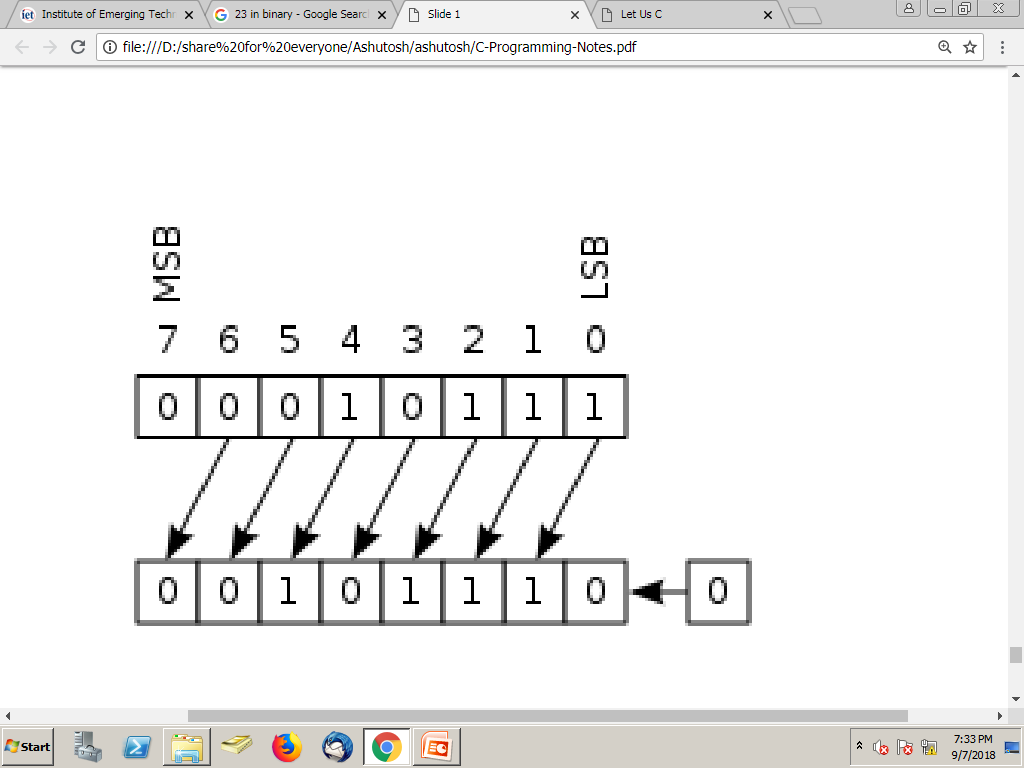 Institute of Emerging Techn
23 in binary - Google Searc
Slide 1
Let Us C
file:///D:/share%20for%20everyone/Ashutosh/ashutosh/C-Programming-Notes.pdf
MSB
LSB
7 6 5 4 3 2 1 0
0 0 0 1 0 1 1 1
0 0 1 0 1 1 1 0 0
Start
7:33 PM
9/7/2018